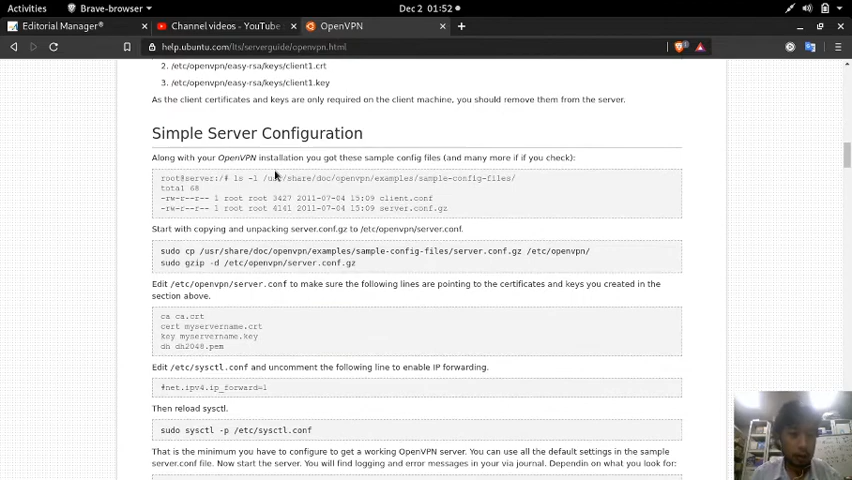 Activities
Brave-browser
Dec 2 01:52
Editorial Manager®
Channel videos - YouTube
OpenVPN
help.ubuntu.com/lts/serverguide/openvpn.html
2. /etc/openvpn/easy-rsa/keys/client1.crt
3. /etc/openvpn/easy-rsa/keys/client1.key
As the client certificates and keys are only required on the client machine, you should remove them from the server.
Simple Server Configuration
Along with your OpenVPN installation you got these sample config files (and many more if if you check):
root@server:/# ls -l /usr/share/doc/openvpn/examples/sample-config-files/
total 68
-rw-r--r-- 1 root root 3427 2011-07-04 15:09 client.conf
-rw-r--r-- 1 root root 4141 2011-07-04 15:09 server.conf.gz
Start with copying and unpacking server.conf.gz to /etc/openvpn/server.conf.
sudo cp /usr/share/doc/openvpn/examples/sample-config-files/server.conf.gz /etc/openvpn/
sudo gzip -d /etc/openvpn/server.conf.gz
Edit /etc/openvpn/server.conf to make sure the following lines are pointing to the certificates and keys you created in the
section above.
ca ca.crt
cert myservername.crt
key myservername.key
dh dh2048.pem
Edit /etc/sysctl.conf and uncomment the following line to enable IP forwarding.
#net.ipv4.ip_forward=1
Then reload sysctl.
sudo sysctl -p /etc/sysctl.conf
That is the minimum you have to configure to get a working OpenVPN server. You can use all the default settings in the sample
server.conf file. Now start the server. You will find logging and error messages in your via journal. Dependin on what you look for: